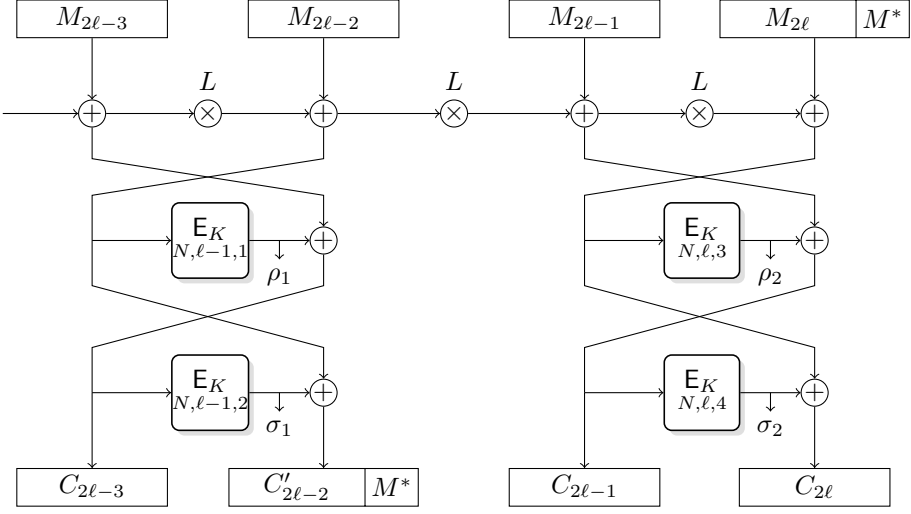 M_{2ℓ−3} M_{2ℓ−2} M_{2ℓ−1} M_{2ℓ} M^*
L L L
E_K E_K
N,ℓ−1,1 N,ℓ,3
ρ_1 ρ_2
E_K E_K
N,ℓ−1,2 N,ℓ,4
σ_1 σ_2
C_{2ℓ−3} C'_{2ℓ−2} M^* C_{2ℓ−1} C_{2ℓ}